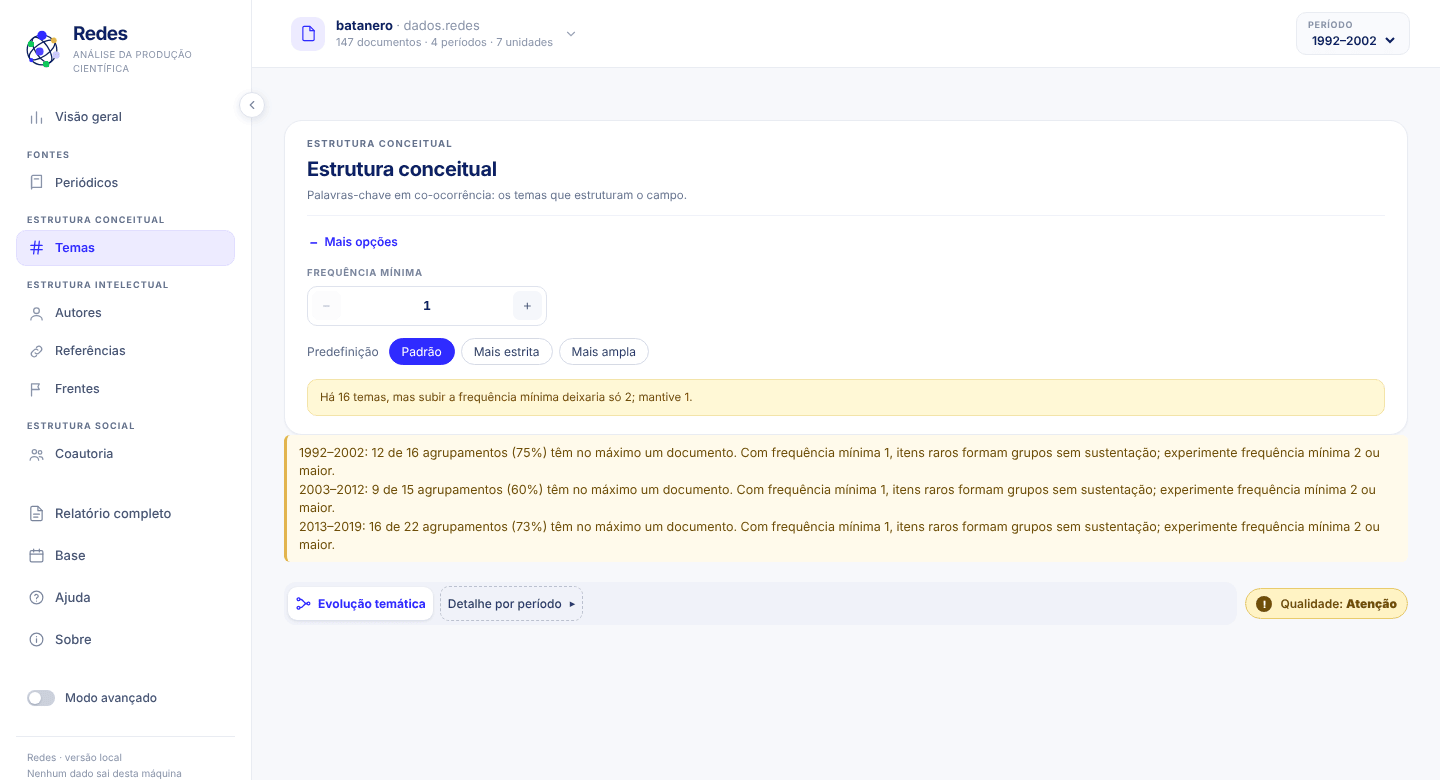 Redes
ANÁLISE DA PRODUÇÃO
CIENTÍFICA
Visão geral
FONTES
Periódicos
ESTRUTURA CONCEITUAL
Temas
ESTRUTURA INTELECTUAL
Autores
Referências
Frentes
ESTRUTURA SOCIAL
Coautoria
Relatório completo
Base
Ajuda
Sobre
Modo avançado
Redes · versão local
Nenhum dado sai desta máquina
batanero · dados.redes
147 documentos · 4 períodos · 7 unidades
PERÍODO
1992–2002
ESTRUTURA CONCEITUAL
Estrutura conceitual
Palavras-chave em co-ocorrência: os temas que estruturam o campo.
– Mais opções
FREQUÊNCIA MÍNIMA
− 1 +
Predefinição Padrão Mais estrita Mais ampla
Há 16 temas, mas subir a frequência mínima deixaria só 2; mantive 1.
1992–2002: 12 de 16 agrupamentos (75%) têm no máximo um documento. Com frequência mínima 1, itens raros formam grupos sem sustentação; experimente frequência mínima 2 ou
maior.
2003–2012: 9 de 15 agrupamentos (60%) têm no máximo um documento. Com frequência mínima 1, itens raros formam grupos sem sustentação; experimente frequência mínima 2 ou
maior.
2013–2019: 16 de 22 agrupamentos (73%) têm no máximo um documento. Com frequência mínima 1, itens raros formam grupos sem sustentação; experimente frequência mínima 2 ou
maior.
Evolução temática Detalhe por período ▸ ! Qualidade: Atenção